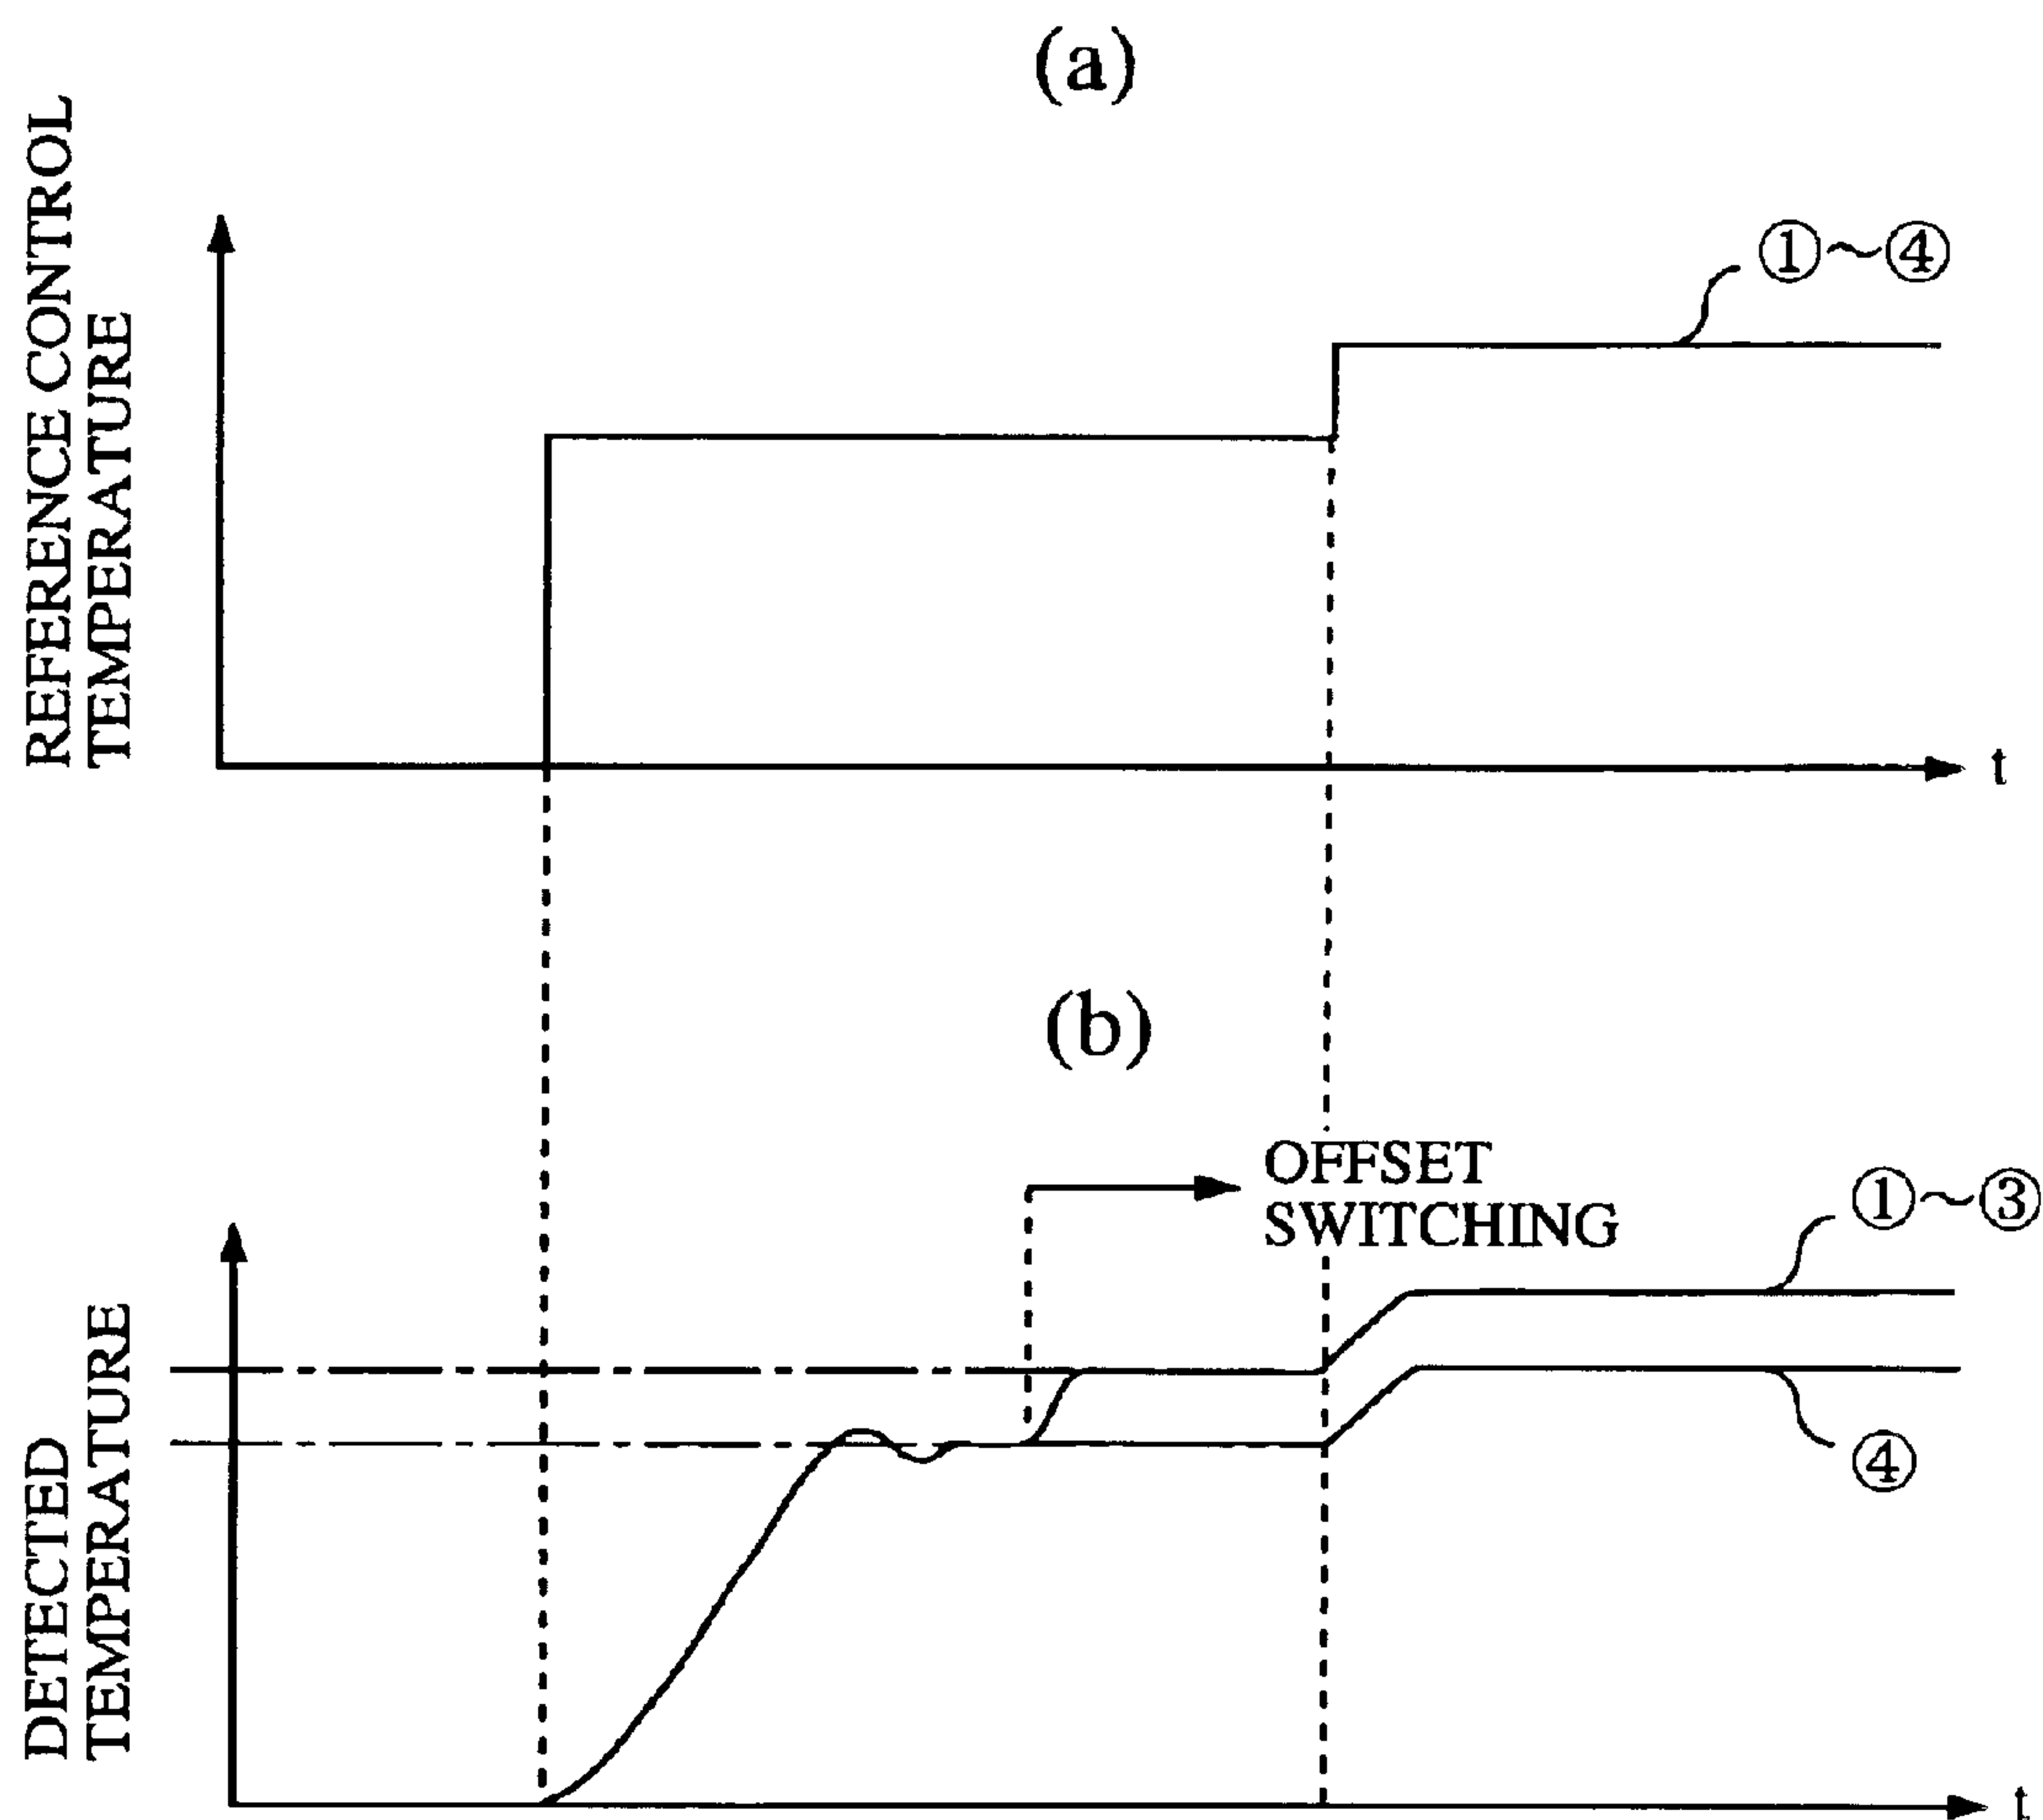 (a)
REFERENCE CONTROL
TEMPERATURE
①~④
t
(b)
OFFSET
SWITCHING
①~③
DETECTED
TEMPERATURE
④
t